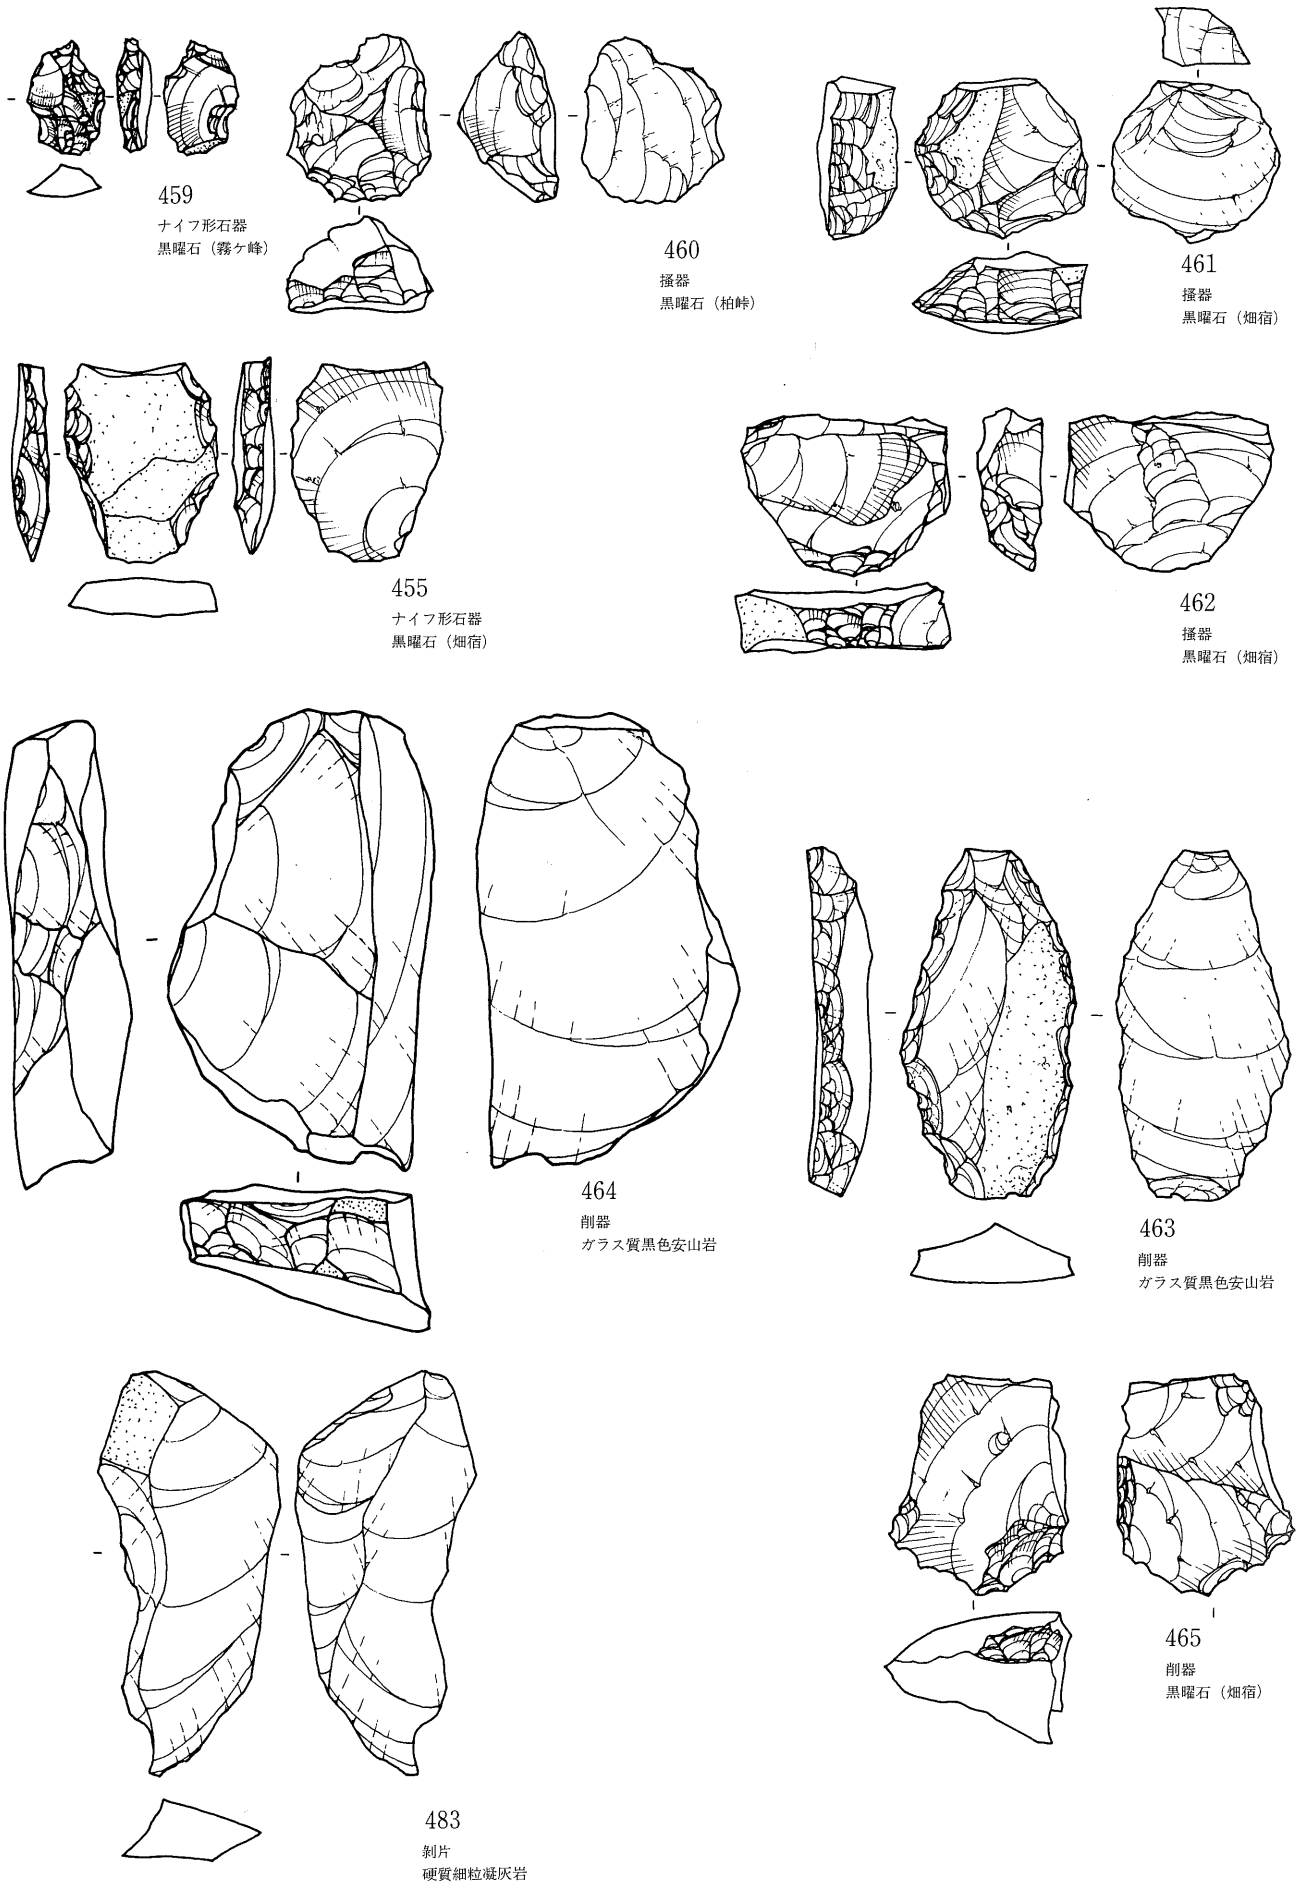 459
ナイフ形石器
黒曜石（霧ケ峰）
460
掻器
黒曜石（柏峠）
461
掻器
黒曜石（畑宿）
455
ナイフ形石器
黒曜石（畑宿）
462
掻器
黒曜石（畑宿）
464
削器
ガラス質黒色安山岩
463
削器
ガラス質黒色安山岩
465
削器
黒曜石（畑宿）
483
剝片
硬質細粒凝灰岩